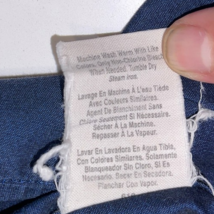 Machine Wash Warm With Like
Colors, Only Non-Chlorine Bleach
When Needed. Tumble Dry
Steam Iron.
Lavage En Machine À L'eau Tiède
Avec Couleurs Similaires.
Agent De Blanchiment Sans
Chlore Seulement Si Nécessaire.
Sécher À La Machine.
Repasser À La Vapeur.
Lavar En Lavadora En Agua Tibia,
Con Colores Similares. Solamente
Blanqueador Sin Cloro, Si Es
Necesario. Secar En Secadora.
Planchar Con Vapor.